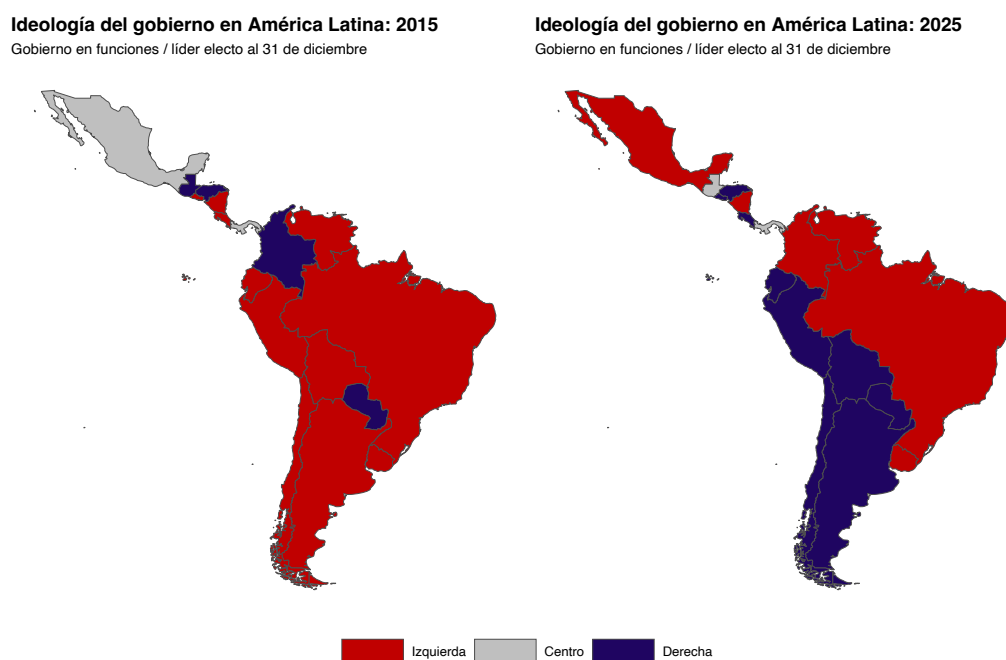 Ideología del gobierno en América Latina: 2015
Gobierno en funciones / líder electo al 31 de diciembre
Ideología del gobierno en América Latina: 2025
Gobierno en funciones / líder electo al 31 de diciembre
Izquierda
Centro
Derecha